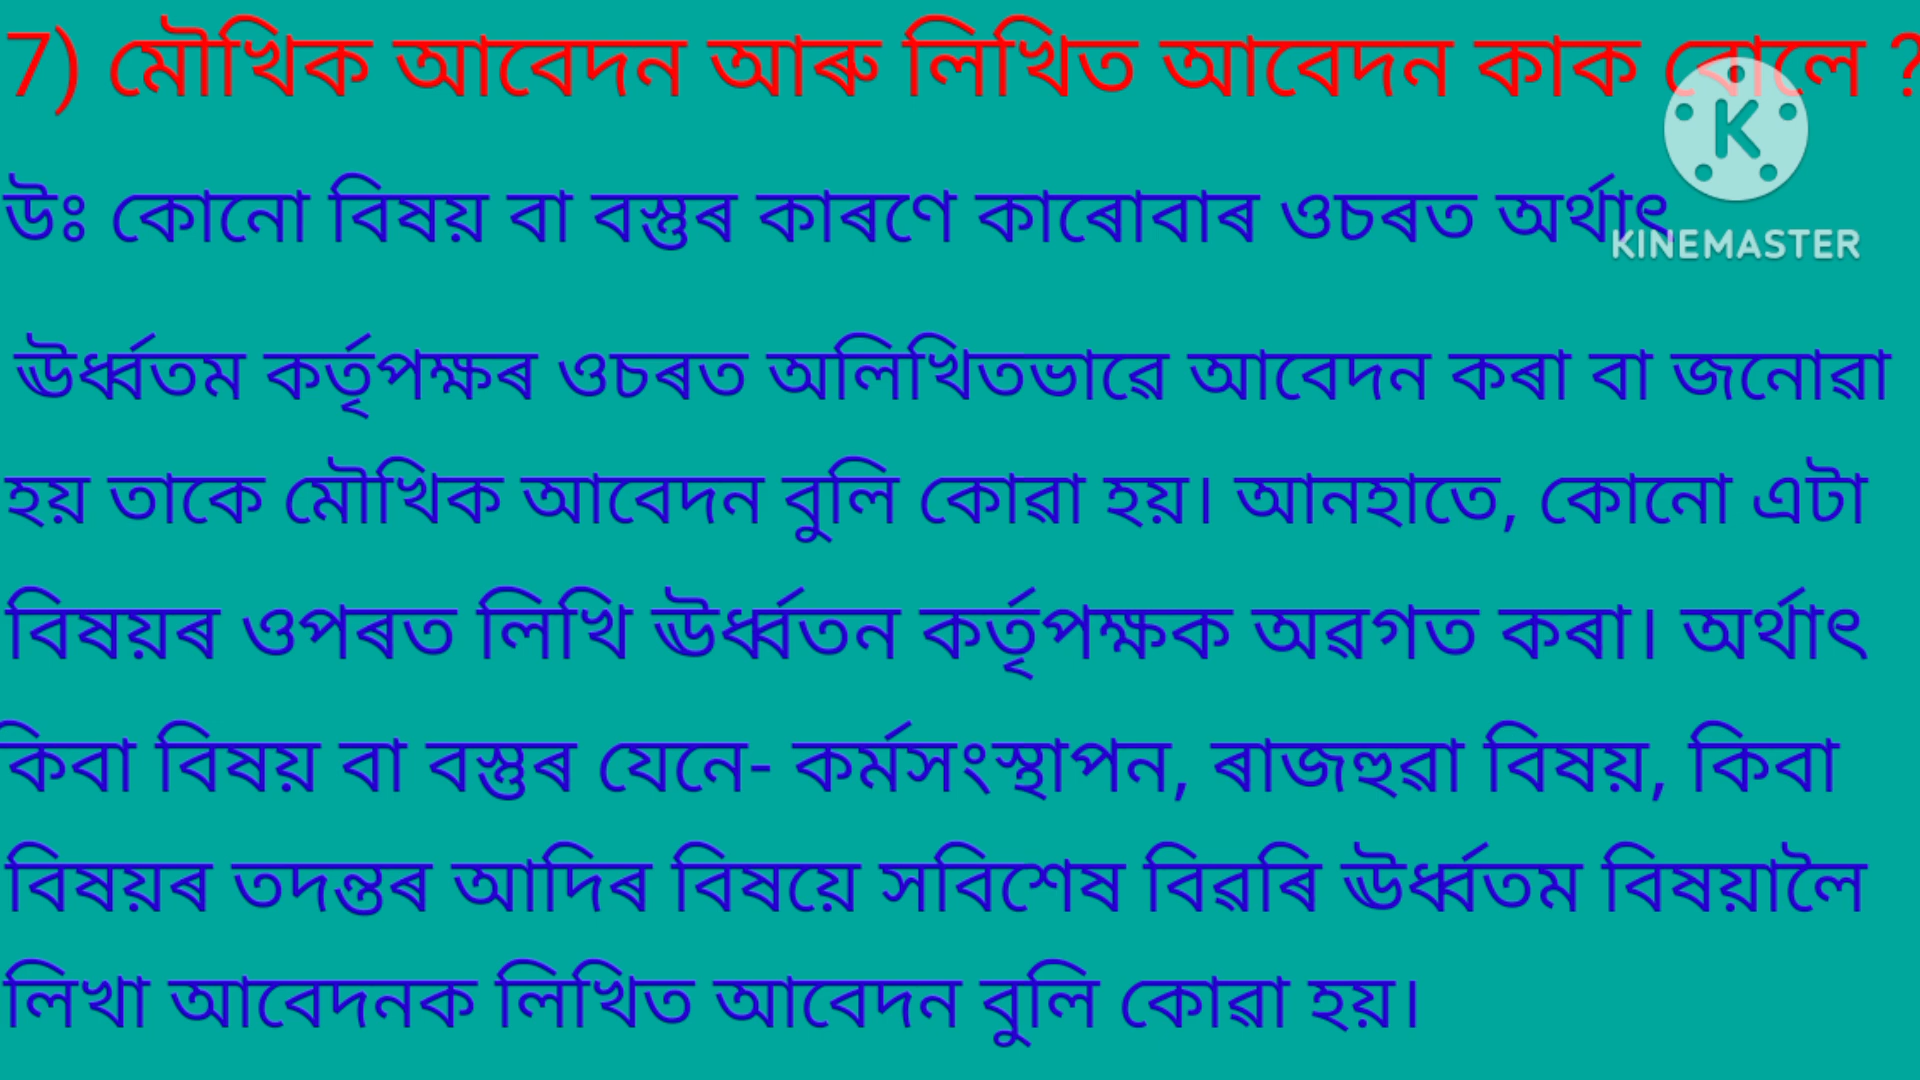 7) মৌখিক আবেদন আৰু লিখিত আবেদন কাক বোলে ?
উঃ কোনো বিষয় বা বস্তুৰ কাৰণে কাৰোবাৰ ওচৰত অৰ্থাৎ
KINEMASTER
ঊৰ্ধ্বতম কৰ্তৃপক্ষৰ ওচৰত অলিখিতভাৱে আবেদন কৰা বা জনোৱা
হয় তাকে মৌখিক আবেদন বুলি কোৱা হয়। আনহাতে, কোনো এটা
বিষয়ৰ ওপৰত লিখি ঊৰ্ধ্বতন কৰ্তৃপক্ষক অৱগত কৰা। অৰ্থাৎ
কিবা বিষয় বা বস্তুৰ যেনে- কৰ্মসংস্থাপন, ৰাজহুৱা বিষয়, কিবা
বিষয়ৰ তদন্তৰ আদিৰ বিষয়ে সবিশেষ বিৱৰি ঊৰ্ধ্বতম বিষয়ালৈ
লিখা আবেদনক লিখিত আবেদন বুলি কোৱা হয়।